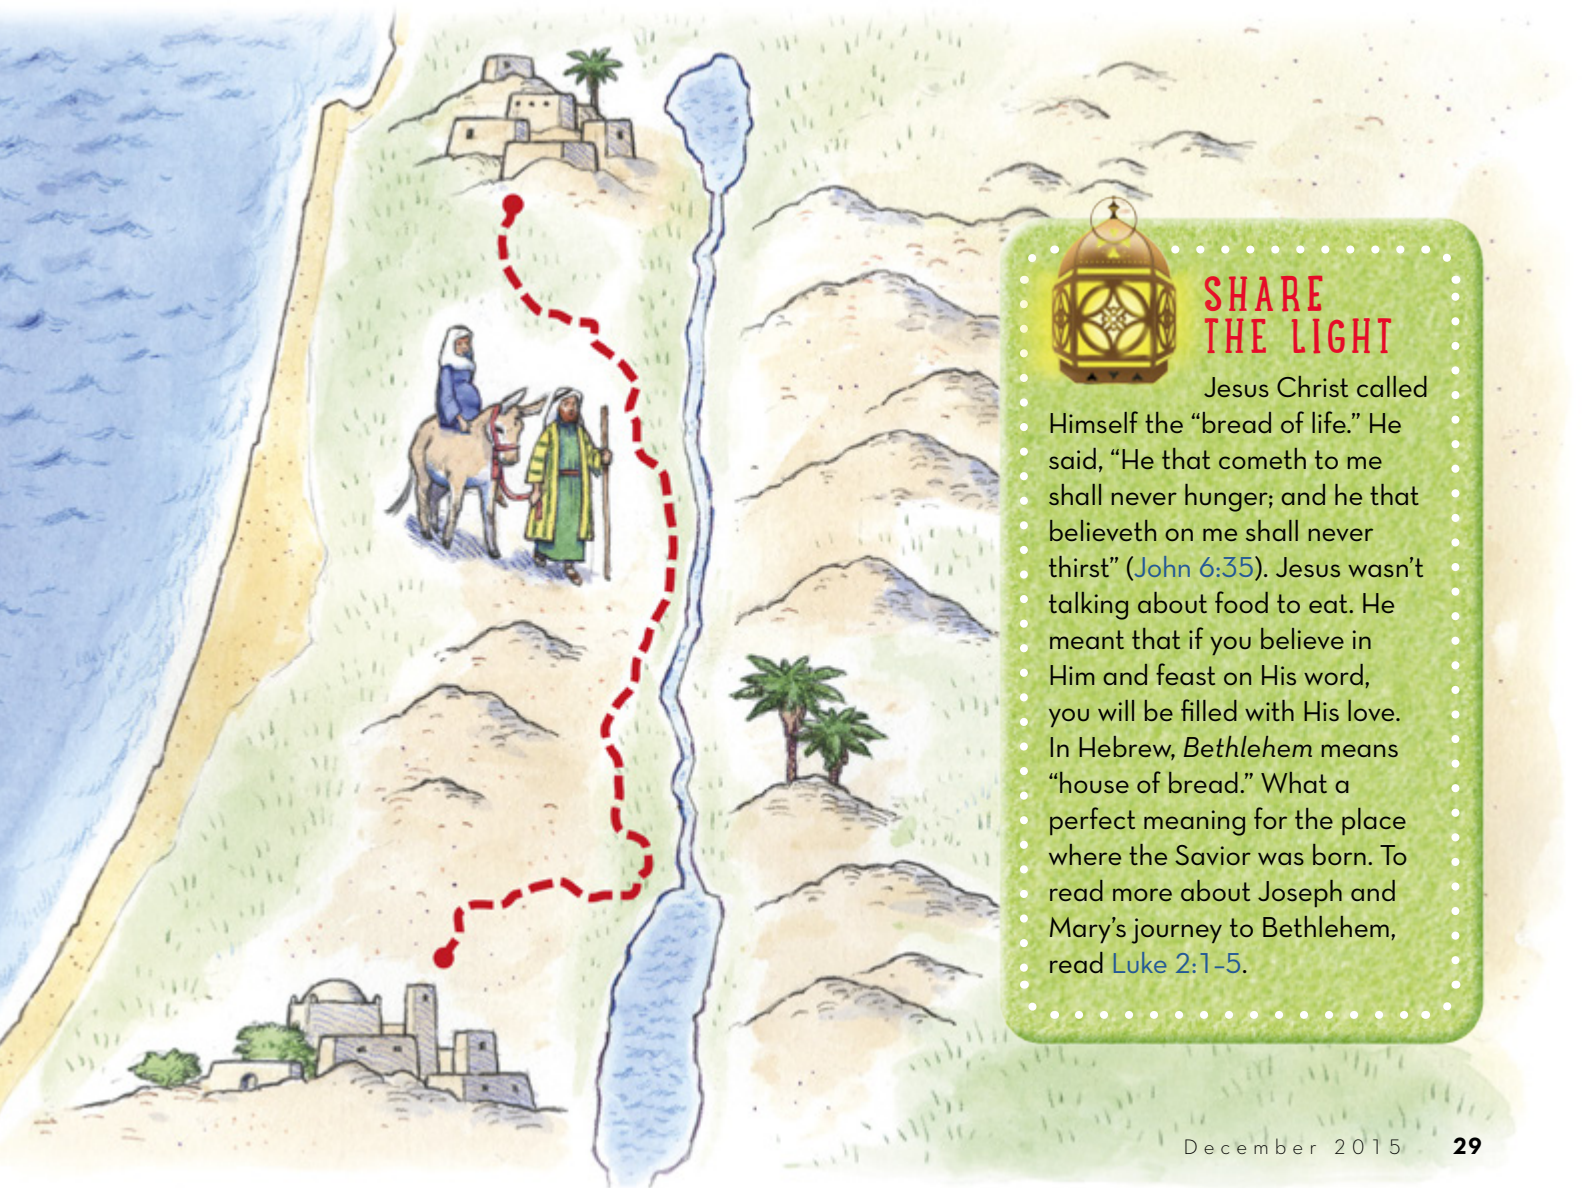 SHARE
THE LIGHT
Jesus Christ called
Himself the “bread of life.” He
said, “He that cometh to me
shall never hunger; and he that
believeth on me shall never
thirst” (John 6:35). Jesus wasn’t
talking about food to eat. He
meant that if you believe in
Him and feast on His word,
you will be filled with His love.
In Hebrew, Bethlehem means
“house of bread.” What a
perfect meaning for the place
where the Savior was born. To
read more about Joseph and
Mary’s journey to Bethlehem,
read Luke 2:1–5.
December 2015 29